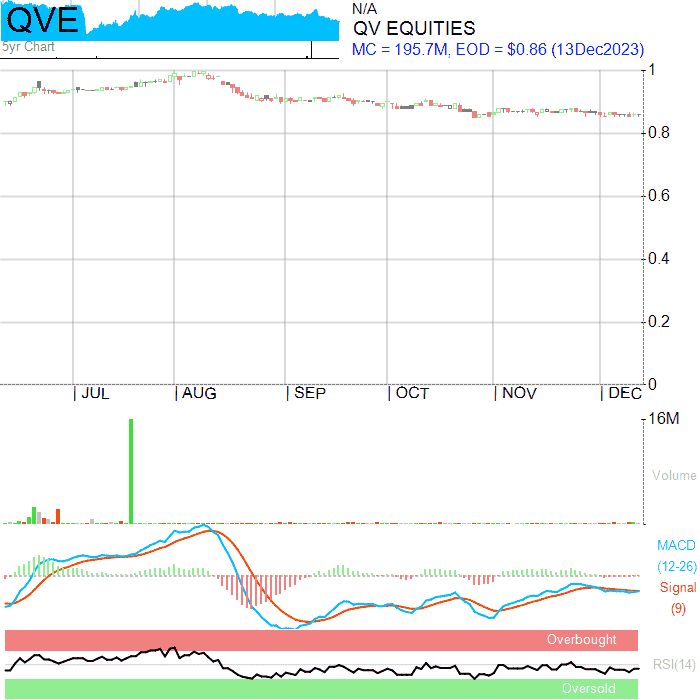 QVE
5yr Chart
N/A
QV EQUITIES
MC = 195.7M, EOD = $0.86 (13Dec2023)
1
0.8
0.6
0.4
0.2
0
JUL AUG SEP OCT NOV DEC
16M
Volume
MACD
(12-26)
Signal
(9)
Overbought
RSI(14)
Oversold